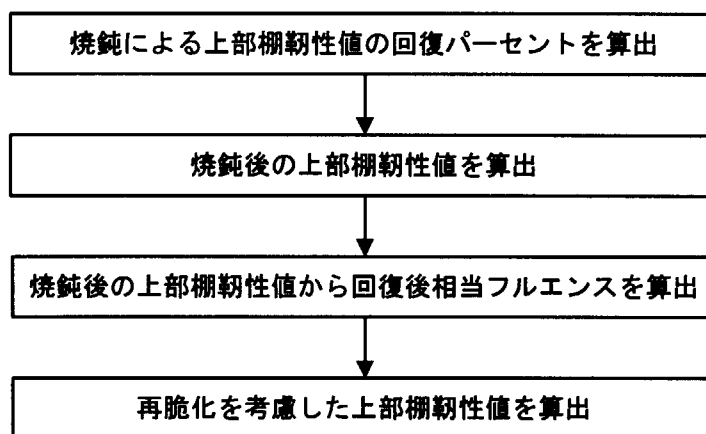 焼鈍による上部棚靭性値の回復パーセントを算出
焼鈍後の上部棚靭性値を算出
焼鈍後の上部棚靭性値から回復後相当フルエンスを算出
再脆化を考慮した上部棚靭性値を算出